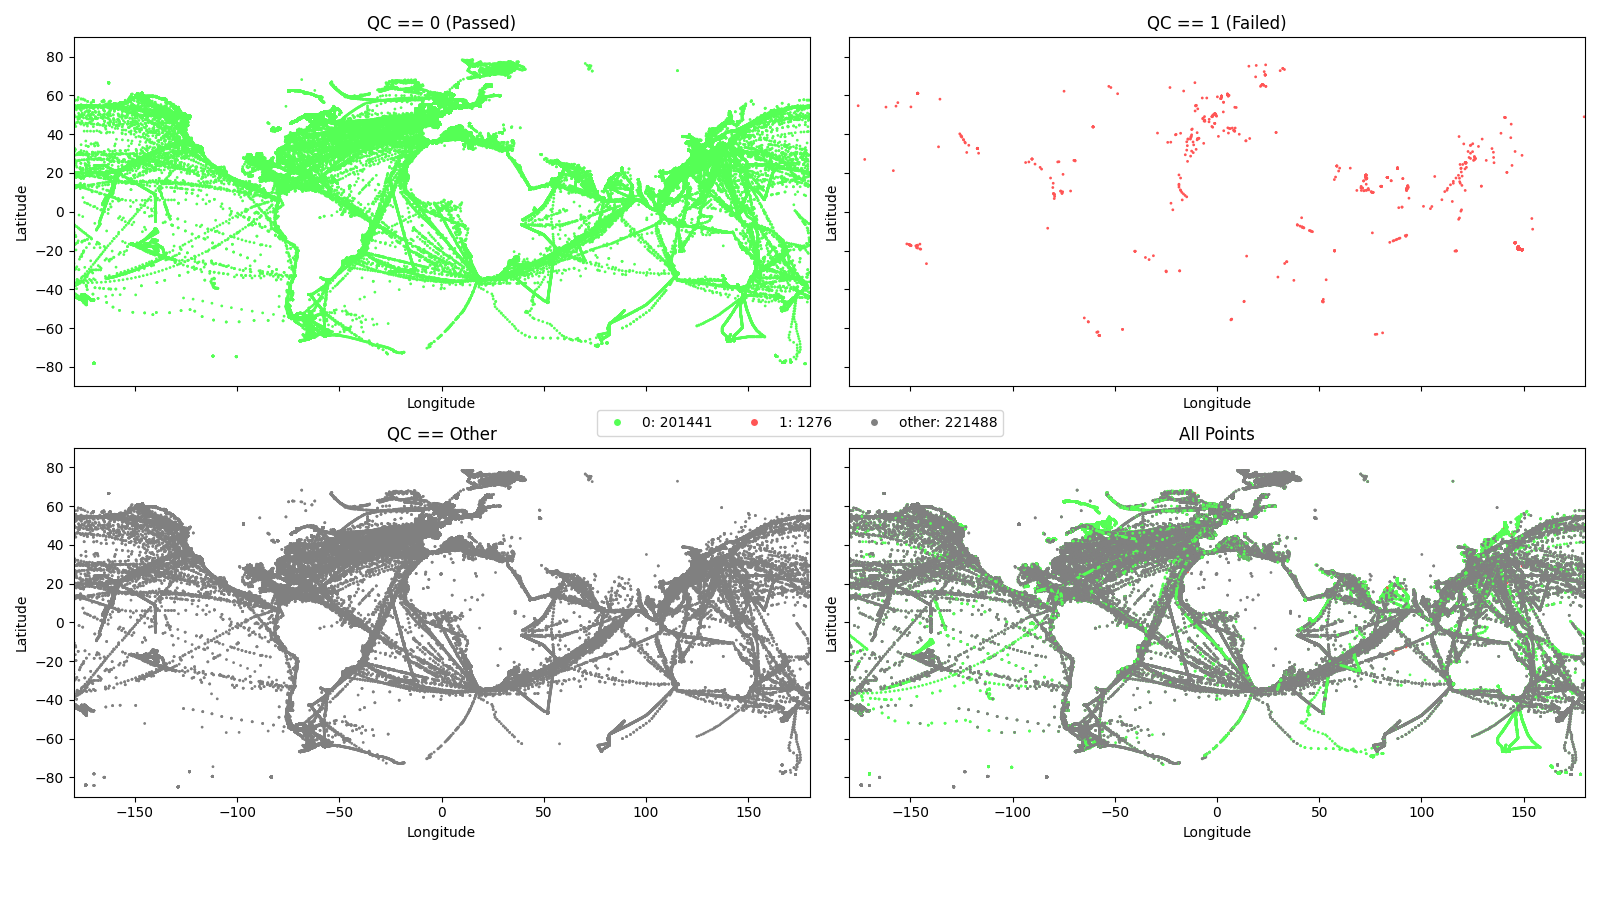 QC == 0 (Passed)
QC == 1 (Failed)
80
60
40
20
0
−20
−40
−60
−80
Latitude
Latitude
Longitude
Longitude
0: 201441 1: 1276 other: 221488
QC == Other
All Points
80
60
40
20
0
−20
−40
−60
−80
Latitude
Latitude
−150 −100 −50 0 50 100 150
−150 −100 −50 0 50 100 150
Longitude
Longitude